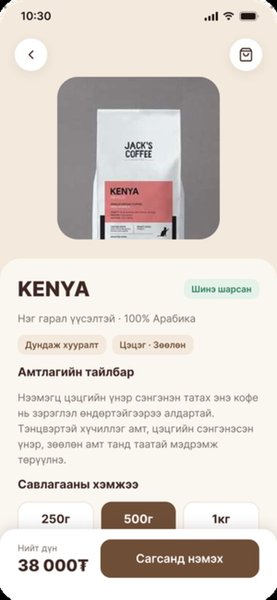 10:30
JACK'S
COFFEE
KENYA
KENYA
Шинэ шарсан
Нэг гарал үүсэлтэй · 100% Арабика
Дундаж хууралт
Цэцэг · Зөөлөн
Амтлагийн тайлбар
Нээмэгц цэцгийн үнэр сэнгэнэн татах энэ кофе
нь зэрэглэл өндөртэйгээрээ алдартай.
Тэнцвэртэй хүчиллэг амт, цэцгийн сэнгэнэсэн
үнэр, зөөлөн амт танд таатай мэдрэмж
төрүүлнэ.
Савлагааны хэмжээ
250г
500г
1кг
Нийт дүн
38 000₮
Сагсанд нэмэх